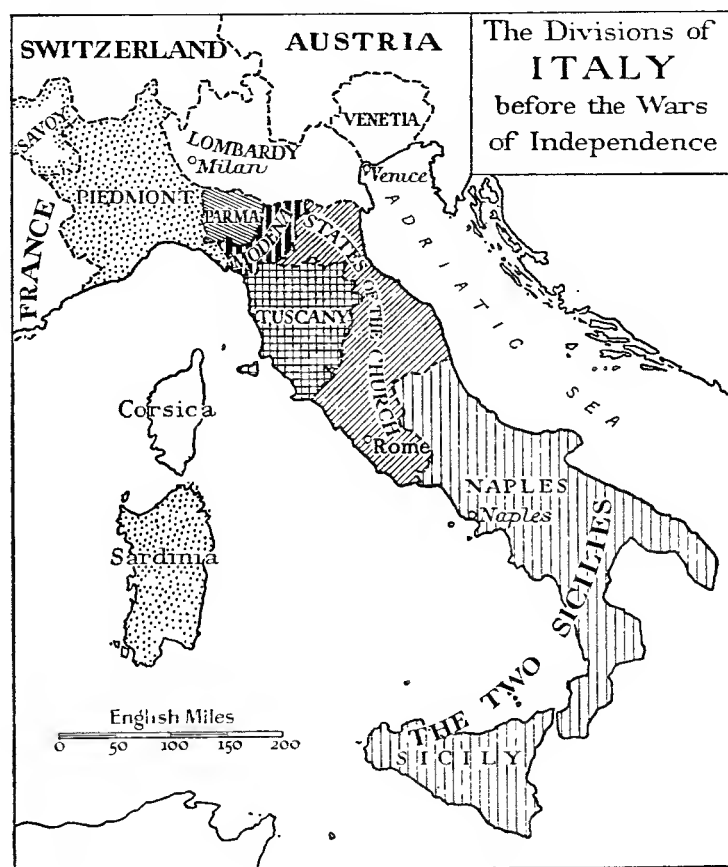 The Divisions of
ITALY
before the Wars
of Independence
SWITZERLAND
AUSTRIA
SAVOY
LOMBARDY
Milan
VENETIA
Venice
PIEDMONT
PARMA
MODENA
FRANCE
STATES OF THE CHURCH
TUSCANY
ADRIATIC SEA
Corsica
Rome
NAPLES
Naples
Sardinia
THE TWO SICILIES
SICILY
English Miles
0 50 100 150 200